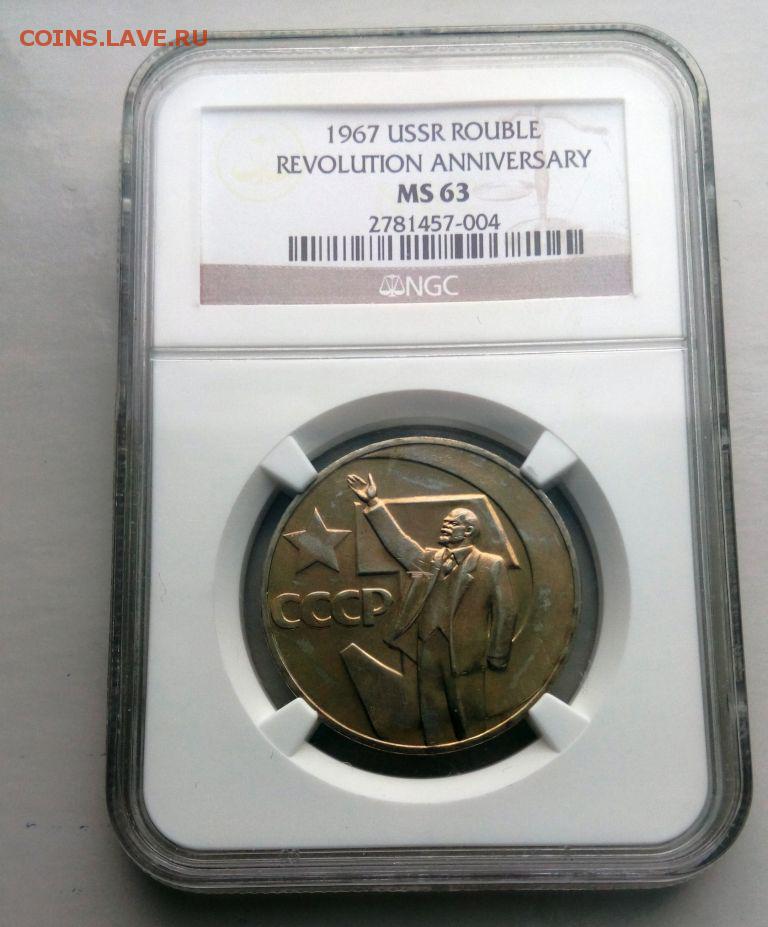 COINS.LAVE.RU
1967 USSR ROUBLE
REVOLUTION ANNIVERSARY
MS 63
2781457-004
NGC
СССР